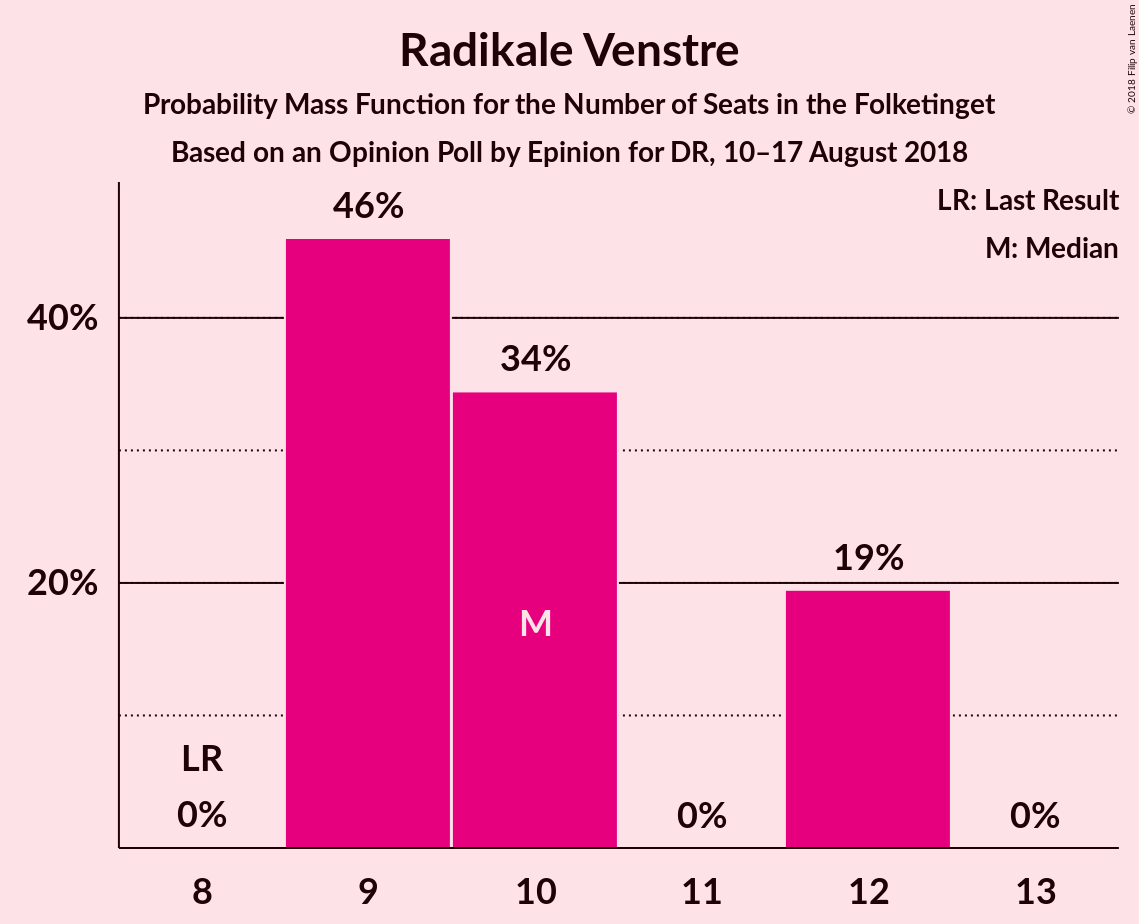 Radikale Venstre
Probability Mass Function for the Number of Seats in the Folketinget
Based on an Opinion Poll by Epinion for DR, 10–17 August 2018
© 2018 Filip van Laenen
LR: Last Result
M: Median
46%
40%
34%
20%
19%
M
LR
0%
0%
0%
8
9
10
11
12
13